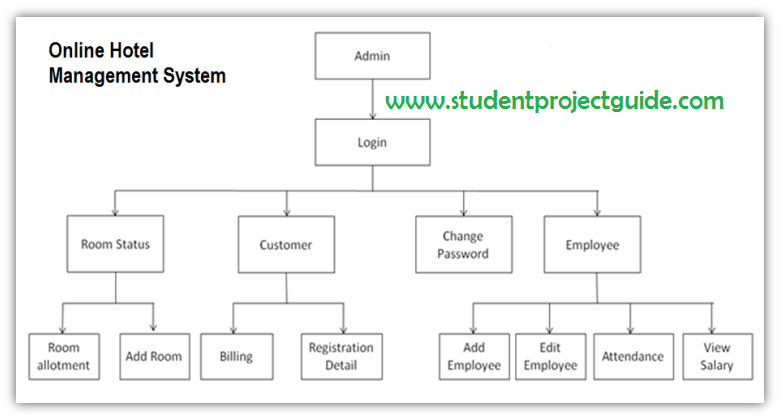 Online Hotel
Management System
Admin
www.studentprojectguide.com
Login
Room Status
Customer
Change
Password
Employee
Room
allotment
Add Room
Billing
Registration
Detail
Add
Employee
Edit
Employee
Attendance
View
Salary